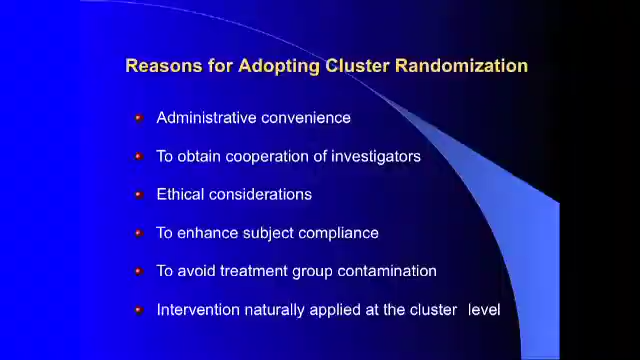 Reasons for Adopting Cluster Randomization
Administrative convenience
To obtain cooperation of investigators
Ethical considerations
To enhance subject compliance
To avoid treatment group contamination
Intervention naturally applied at the cluster level